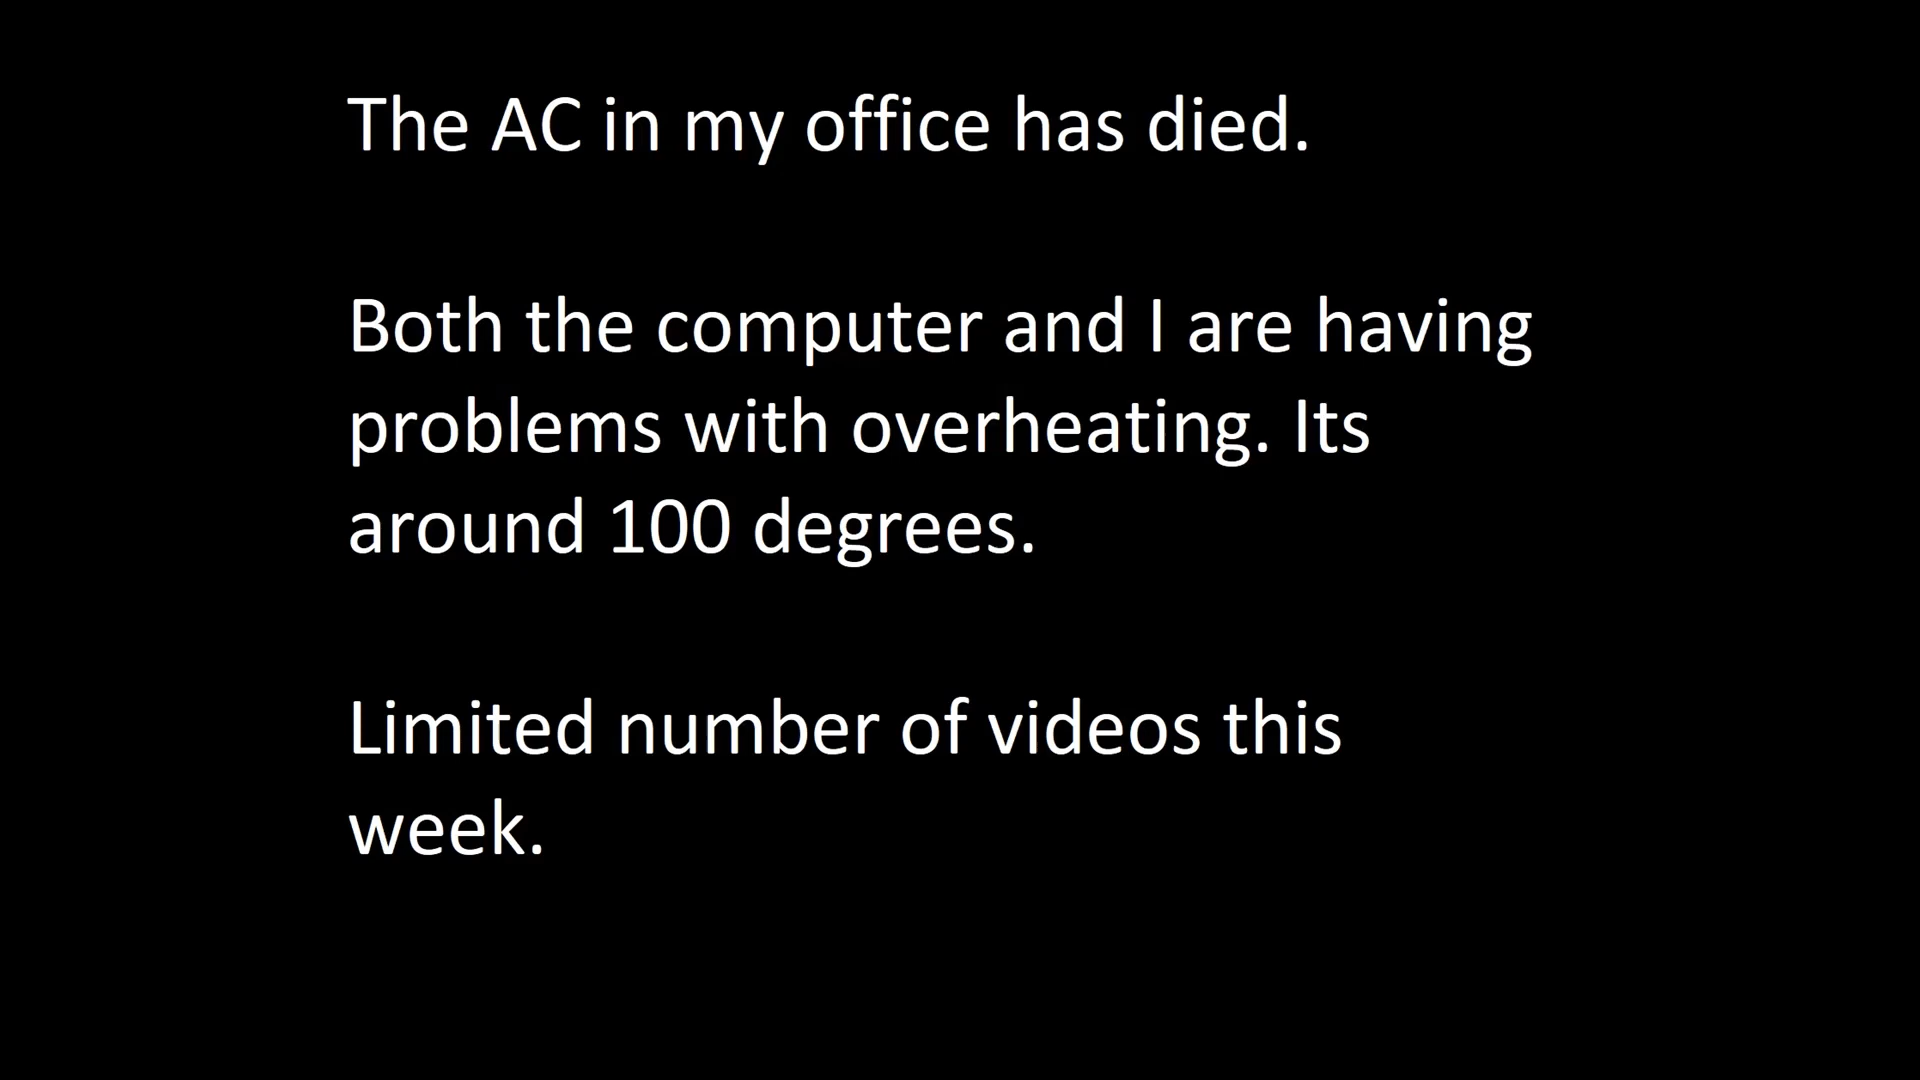 The AC in my office has died.
Both the computer and I are having
problems with overheating. Its
around 100 degrees.
Limited number of videos this
week.